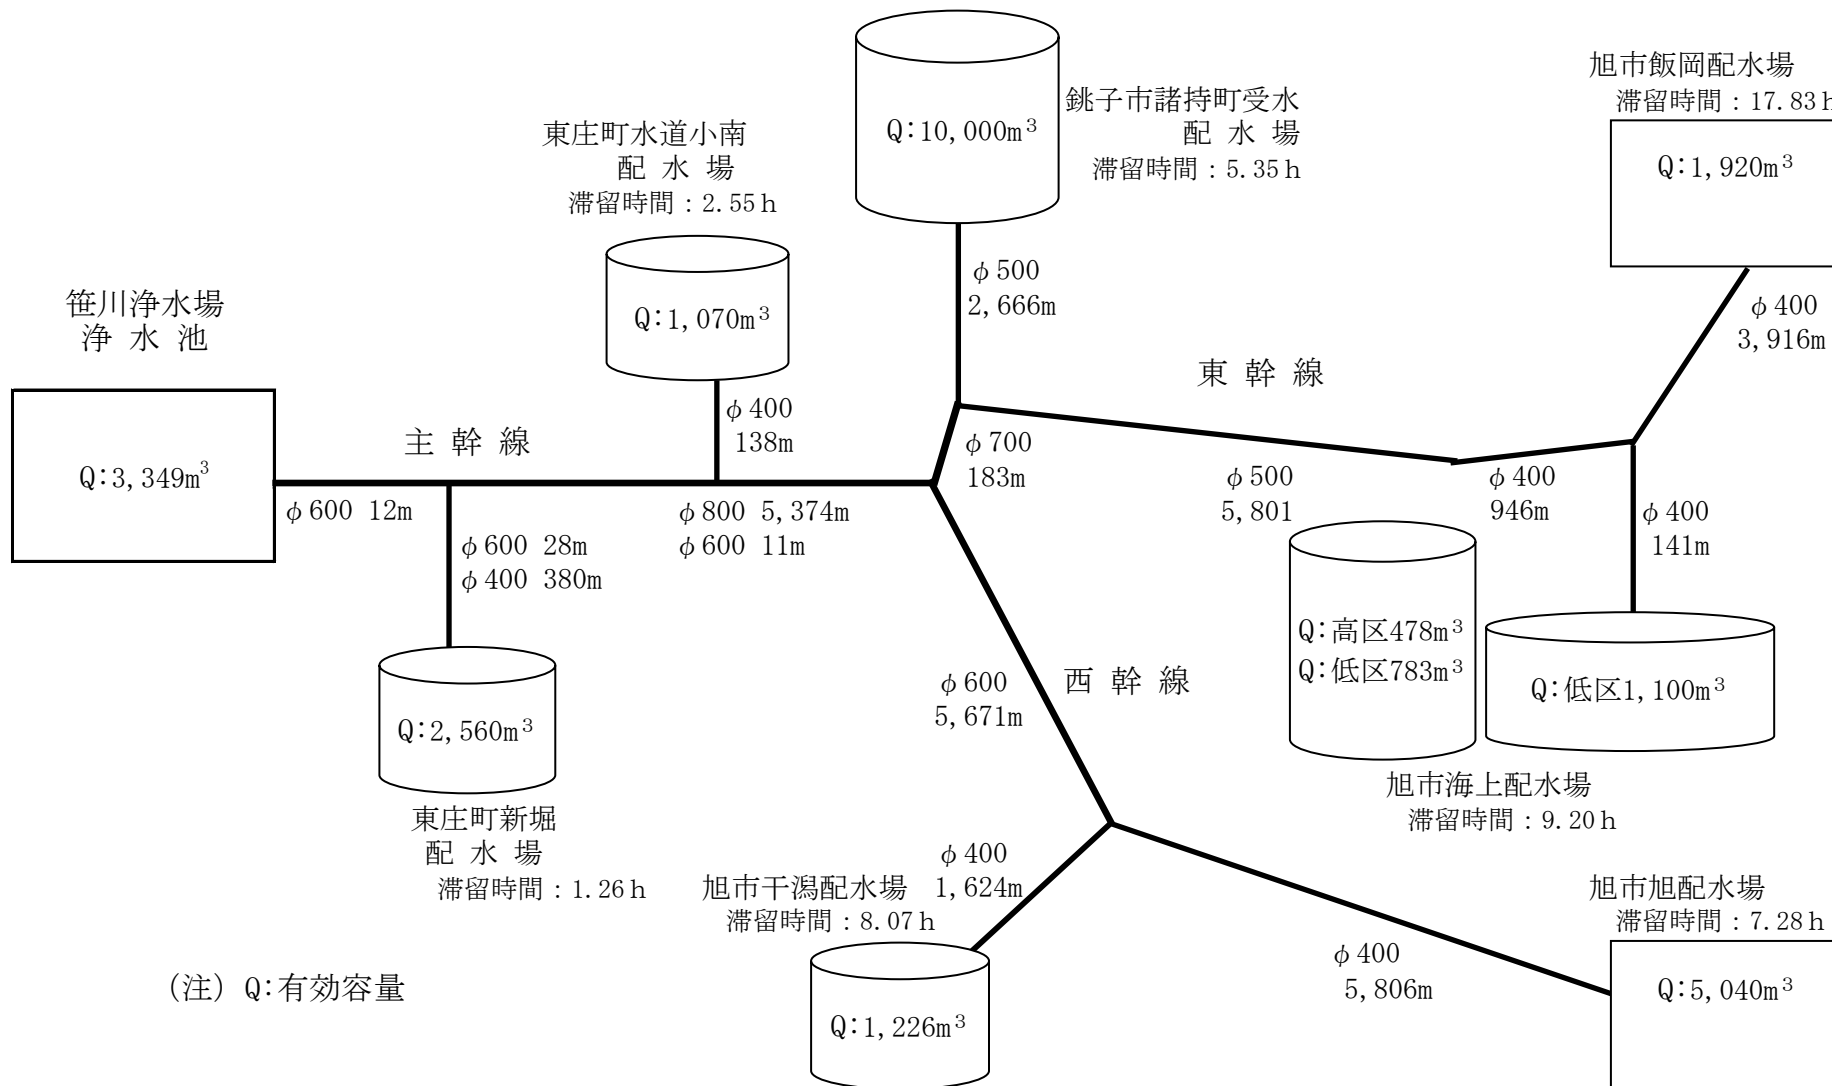 旭市飯岡配水場
滞留時間：17.83h
Q:1,920m³
φ400
3,916m
銚子市諸持町受水
配 水 場
滞留時間：5.35h
Q:10,000m³
φ500
2,666m
東庄町水道小南
配 水 場
滞留時間：2.55h
Q:1,070m³
φ400
138m
笹川浄水場
浄 水 池
Q:3,349m³
主 幹 線
φ600 12m
φ600 28m
φ400 380m
φ800 5,374m
φ600 11m
φ700
183m
東 幹 線
φ500
5,801
φ400
946m
φ400
141m
Q:高区478m³
Q:低区783m³
Q:低区1,100m³
旭市海上配水場
滞留時間：9.20h
Q:2,560m³
東庄町新堀
配 水 場
滞留時間：1.26h
φ600
5,671m
西 幹 線
φ400
1,624m
旭市干潟配水場
滞留時間：8.07h
Q:1,226m³
φ400
5,806m
旭市旭配水場
滞留時間：7.28h
Q:5,040m³
（注）Q:有効容量